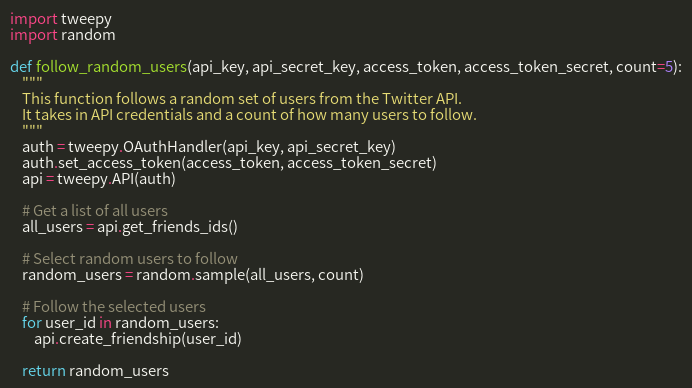 import tweepy
import random
def follow_random_users(api_key, api_secret_key, access_token, access_token_secret, count=5):
"""
This function follows a random set of users from the Twitter API.
It takes in API credentials and a count of how many users to follow.
"""
auth = tweepy.OAuthHandler(api_key, api_secret_key)
auth.set_access_token(access_token, access_token_secret)
api = tweepy.API(auth)
# Get a list of all users
all_users = api.get_friends_ids()
# Select random users to follow
random_users = random.sample(all_users, count)
# Follow the selected users
for user_id in random_users:
api.create_friendship(user_id)
return random_users